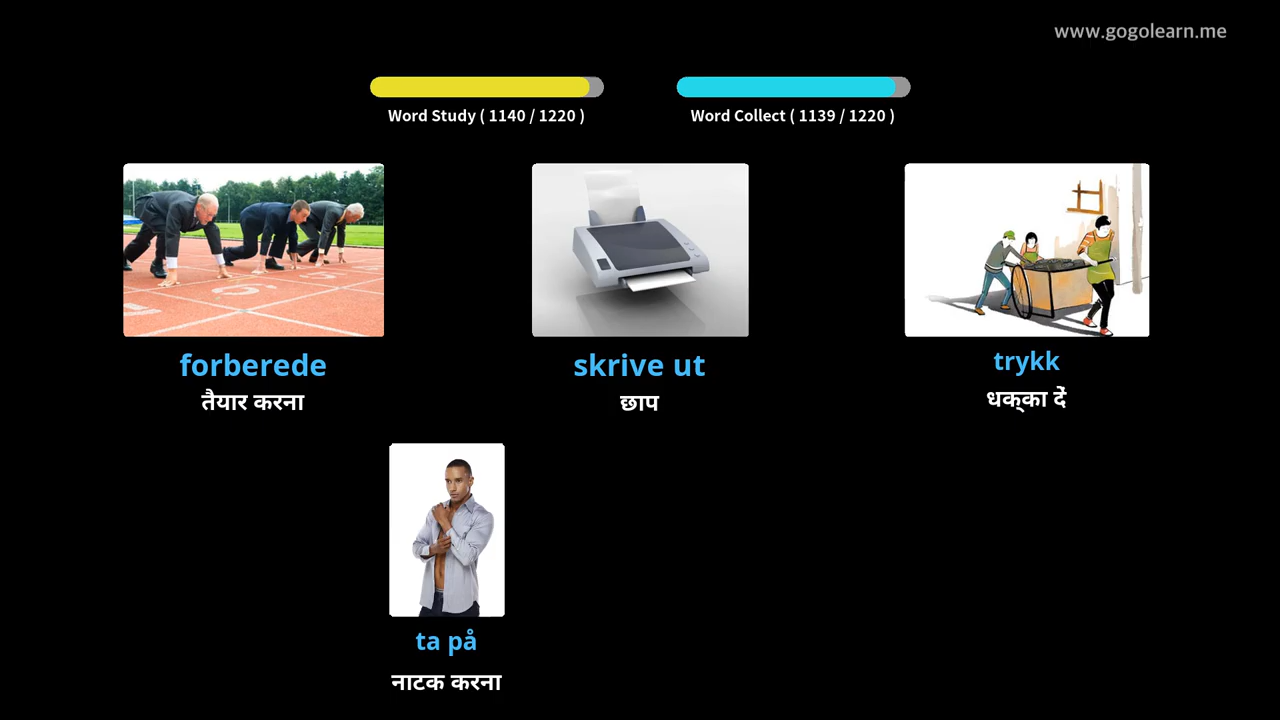 www.gogolearn.me
Word Study ( 1140 / 1220 )
Word Collect ( 1139 / 1220 )
forberede
तैयार करना
skrive ut
छाप
trykk
धक्का दें
ta på
नाटक करना